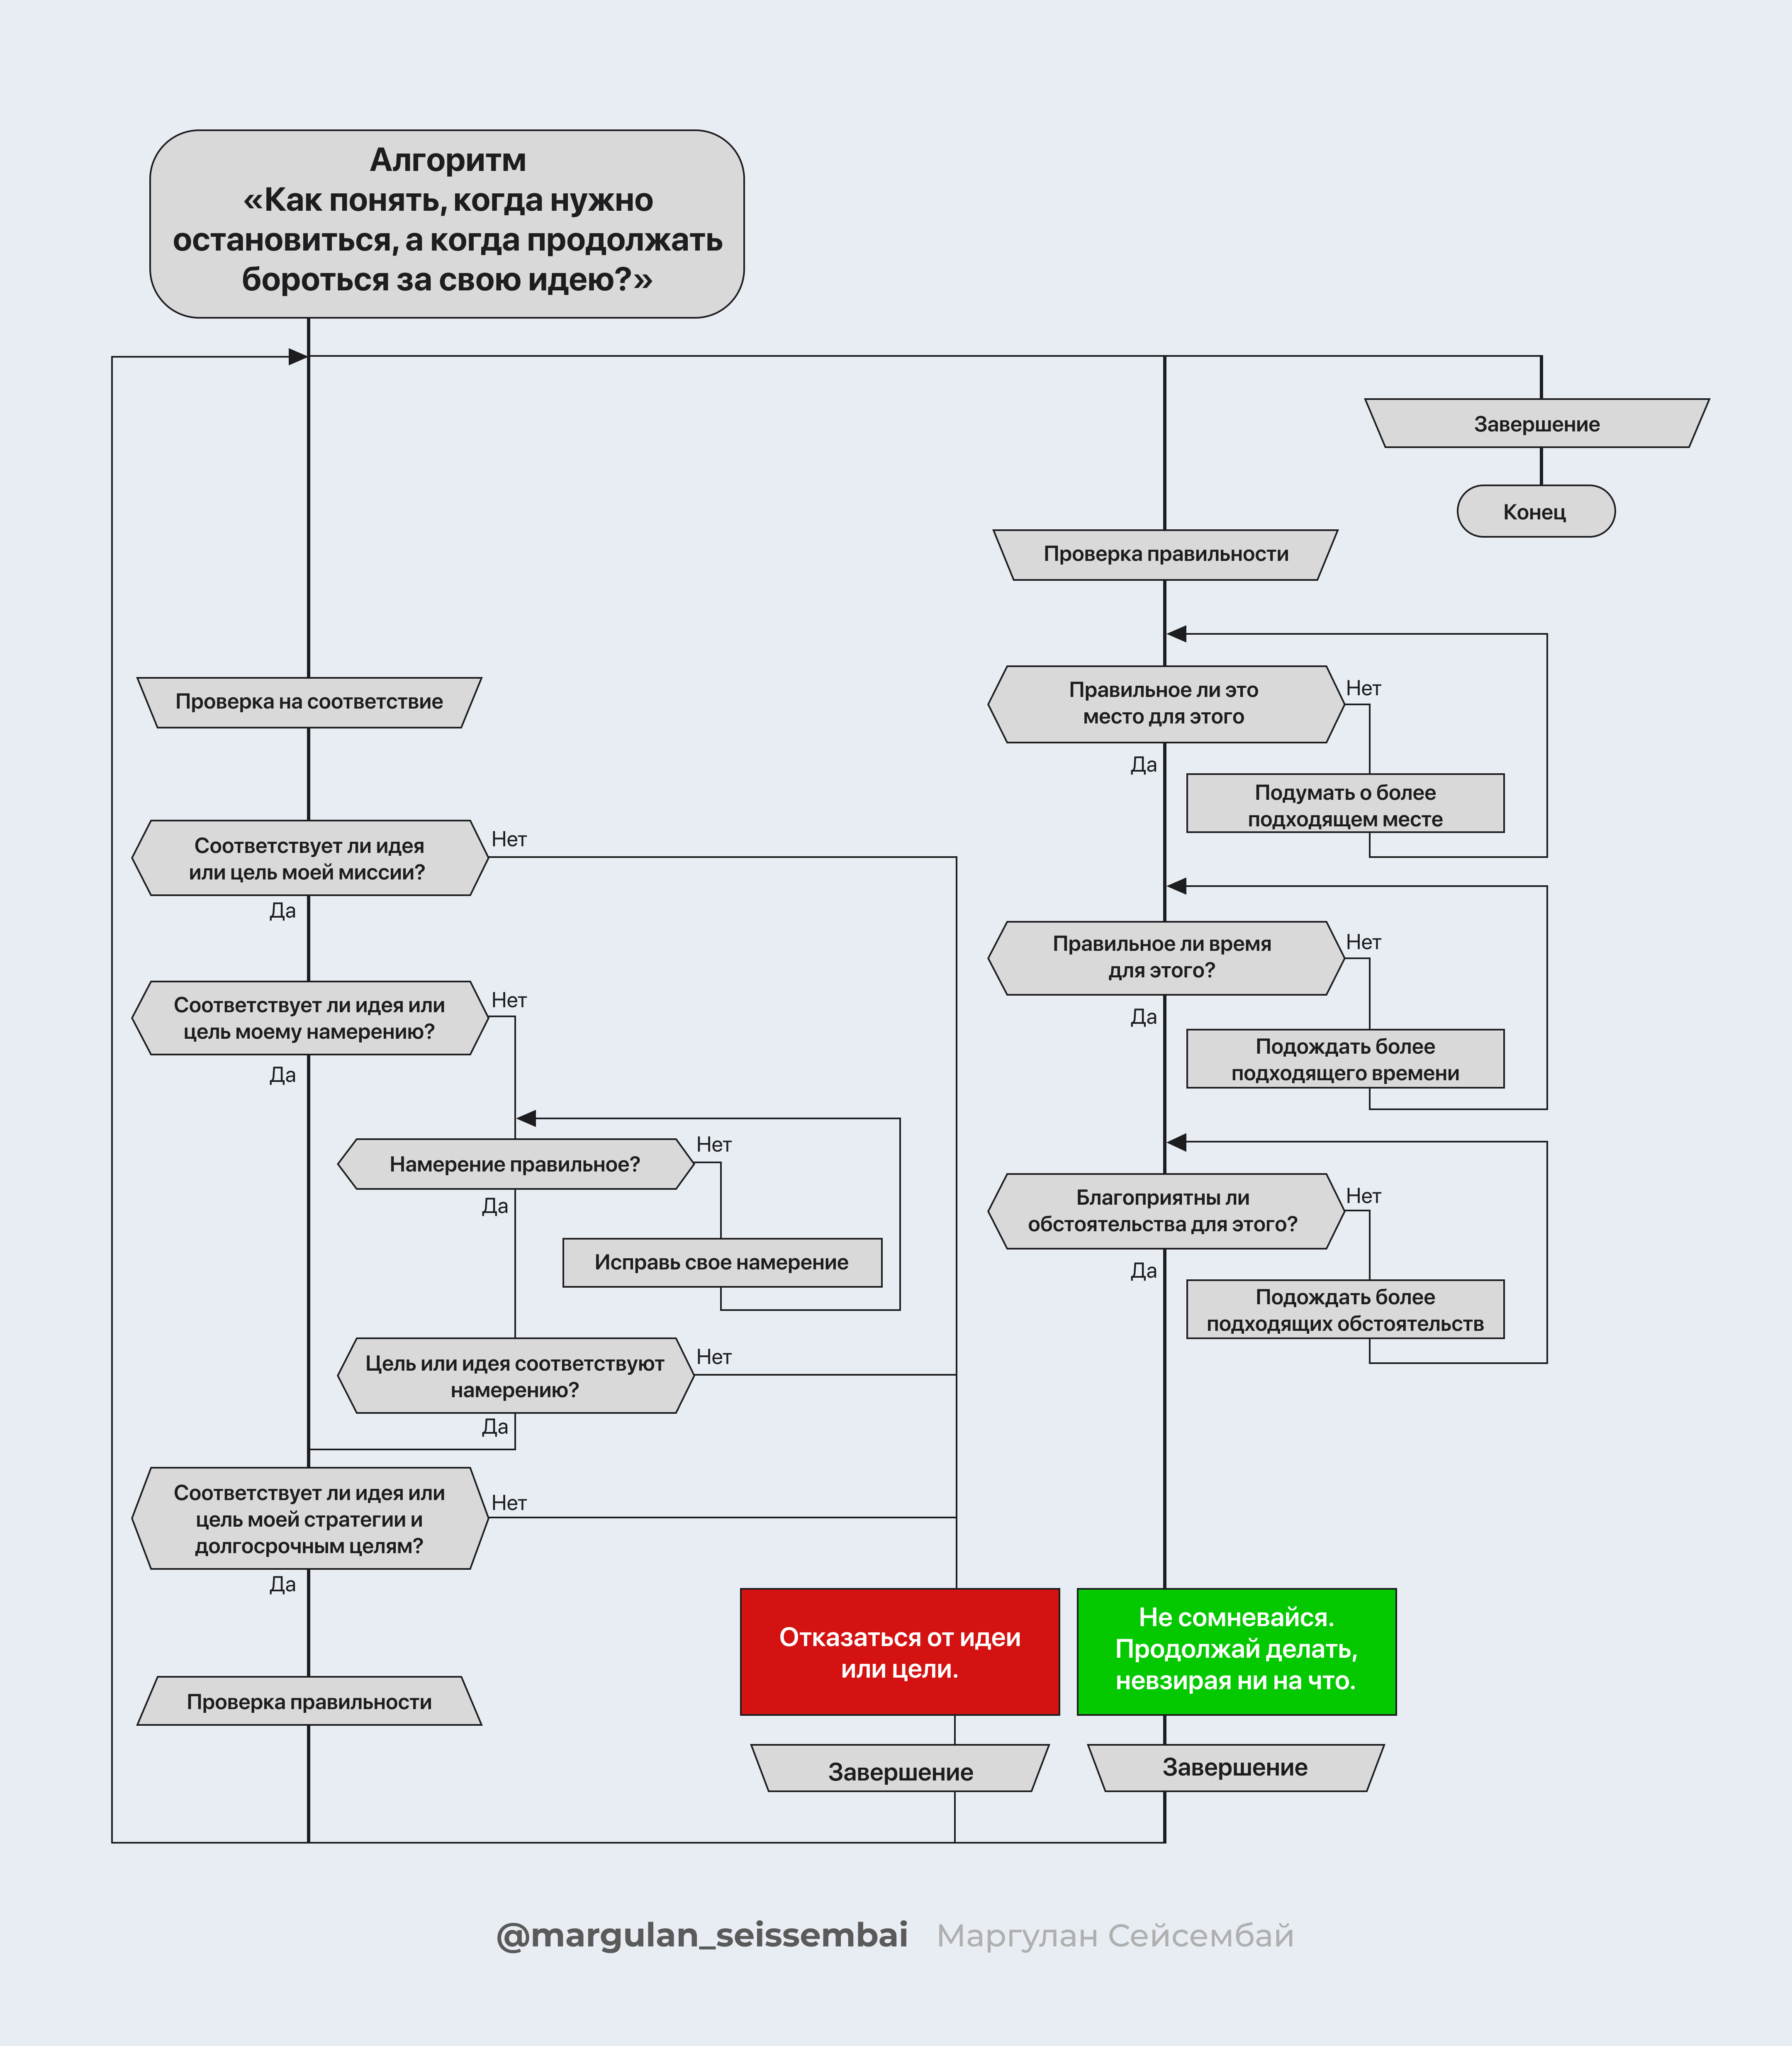 Алгоритм
«Как понять, когда нужно
остановиться, а когда продолжать
бороться за свою идею?»
Проверка на соответствие
Соответствует ли идея
или цель моей миссии?
Нет
Да
Соответствует ли идея или
цель моему намерению?
Нет
Да
Намерение правильное?
Нет
Да
Исправь свое намерение
Цель или идея соответствуют
намерению?
Нет
Да
Соответствует ли идея или
цель моей стратегии и
долгосрочным целям?
Нет
Да
Проверка правильности
Отказаться от идеи
или цели.
Завершение
Проверка правильности
Правильное ли это
место для этого
Нет
Да
Подумать о более
подходящем месте
Правильное ли время
для этого?
Нет
Да
Подождать более
подходящего времени
Благоприятны ли
обстоятельства для этого?
Нет
Да
Подождать более
подходящих обстоятельств
Не сомневайся.
Продолжай делать,
невзирая ни на что.
Завершение
Завершение
Конец
@margulan_seissembai Маргулан Сейсембай